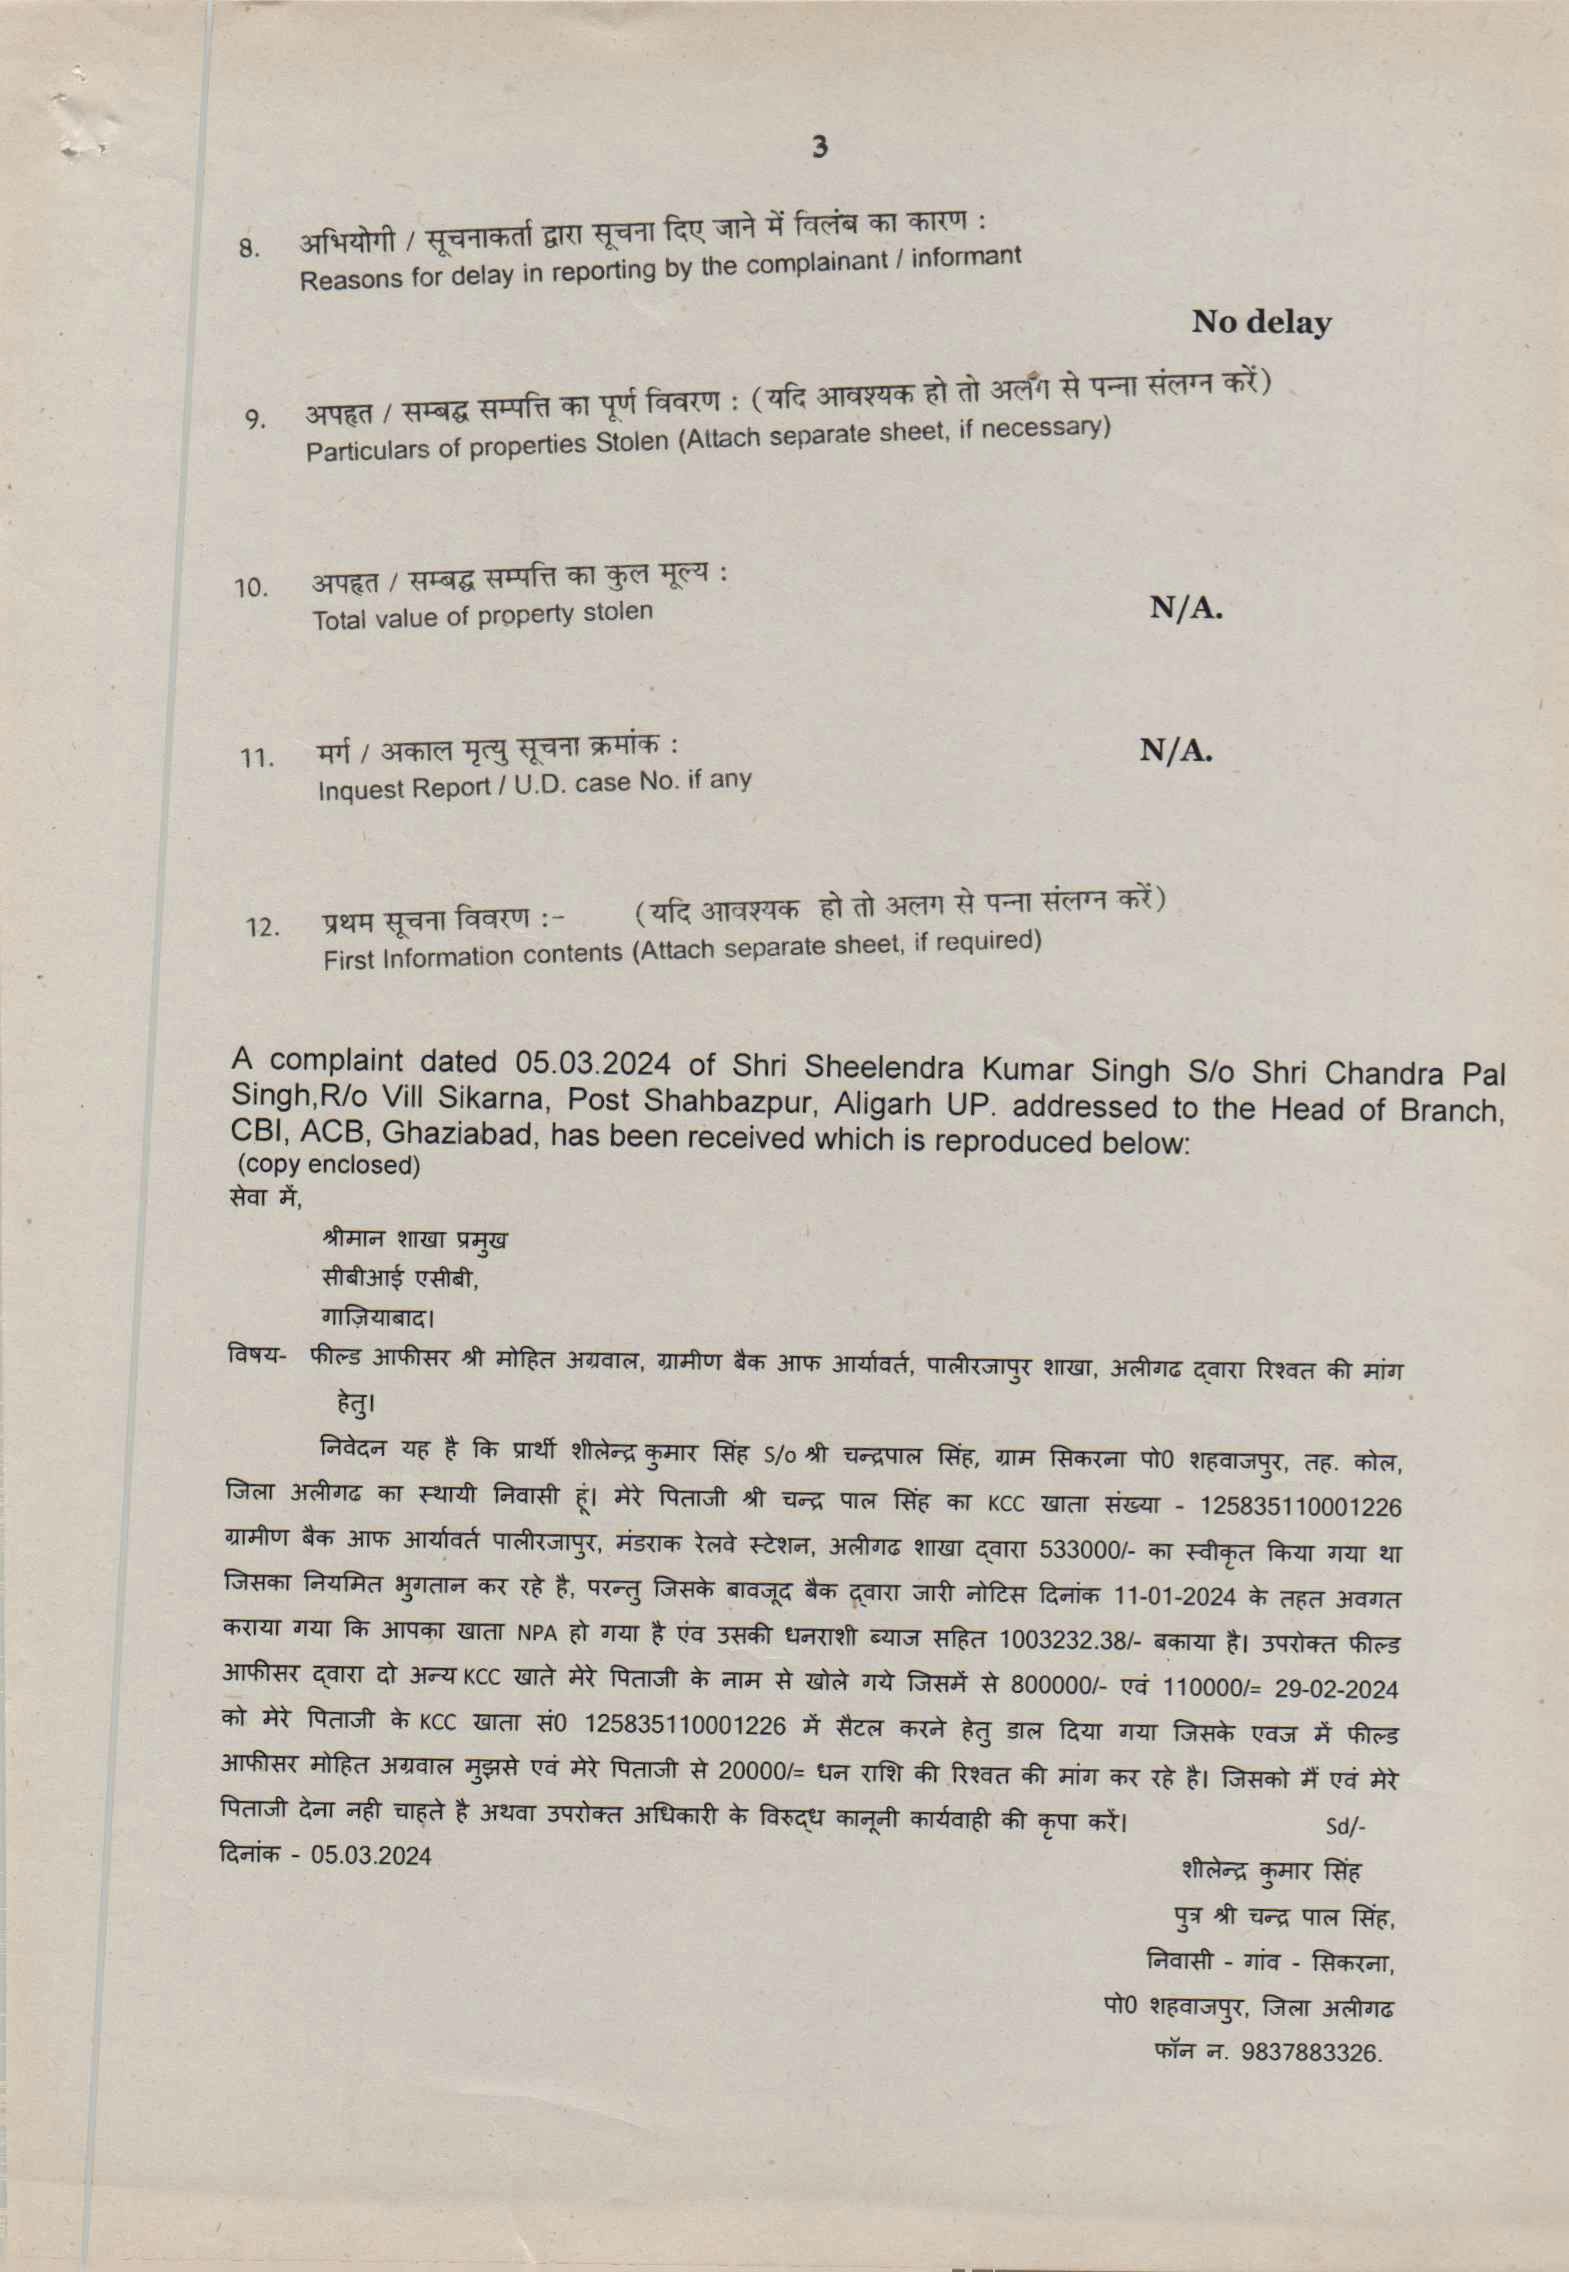 3
8. अभियोगी / सूचनाकर्ता द्वारा सूचना दिए जाने में विलंब का कारण :
Reasons for delay in reporting by the complainant / informant
No delay
9. अपहृत / सम्बद्ध सम्पत्ति का पूर्ण विवरण : (यदि आवश्यक हो तो अलग से पन्ना संलग्न करें)
Particulars of properties Stolen (Attach separate sheet, if necessary)
10. अपहृत / सम्बद्ध सम्पत्ति का कुल मूल्य :
Total value of property stolen
N/A.
11. मर्ग / अकाल मृत्यु सूचना क्रमांक :
N/A.
Inquest Report / U.D. case No. if any
12. प्रथम सूचना विवरण :- (यदि आवश्यक हो तो अलग से पन्ना संलग्न करें)
First Information contents (Attach separate sheet, if required)
A complaint dated 05.03.2024 of Shri Sheelendra Kumar Singh S/o Shri Chandra Pal
Singh,R/o Vill Sikarna, Post Shahbazpur, Aligarh UP. addressed to the Head of Branch,
CBI, ACB, Ghaziabad, has been received which is reproduced below:
(copy enclosed)
सेवा में,
श्रीमान शाखा प्रमुख
सीबीआई एसीबी,
गाज़ियाबाद।
विषय- फील्ड आफीसर श्री मोहित अग्रवाल, ग्रामीण बैक आफ आर्यावर्त, पालीरजापुर शाखा, अलीगढ द्वारा रिश्वत की मांग
हेतु।
निवेदन यह है कि प्रार्थी शीलेन्द्र कुमार सिंह S/o श्री चन्द्रपाल सिंह, ग्राम सिकरना पो0 शहवाजपुर, तह. कोल,
जिला अलीगढ का स्थायी निवासी हूं। मेरे पिताजी श्री चन्द्र पाल सिंह का KCC खाता संख्या - 125835110001226
ग्रामीण बैक आफ आर्यावर्त पालीरजापुर, मंडराक रेलवे स्टेशन, अलीगढ शाखा द्वारा 533000/- का स्वीकृत किया गया था
जिसका नियमित भुगतान कर रहे है, परन्तु जिसके बावजूद बैक द्वारा जारी नोटिस दिनांक 11-01-2024 के तहत अवगत
कराया गया कि आपका खाता NPA हो गया है एंव उसकी धनराशी ब्याज सहित 1003232.38/- बकाया है। उपरोक्त फील्ड
आफीसर द्वारा दो अन्य KCC खाते मेरे पिताजी के नाम से खोले गये जिसमें से 800000/- एवं 110000/= 29-02-2024
को मेरे पिताजी के KCC खाता सं0 125835110001226 में सैटल करने हेतु डाल दिया गया जिसके एवज में फील्ड
आफीसर मोहित अग्रवाल मुझसे एवं मेरे पिताजी से 20000/= धन राशि की रिश्वत की मांग कर रहे है। जिसको मैं एवं मेरे
पिताजी देना नही चाहते है अथवा उपरोक्त अधिकारी के विरुद्ध कानूनी कार्यवाही की कृपा करें।
Sd/-
दिनांक - 05.03.2024
शीलेन्द्र कुमार सिंह
पुत्र श्री चन्द्र पाल सिंह,
निवासी - गांव - सिकरना,
पो0 शहवाजपुर, जिला अलीगढ
फॉन न. 9837883326.